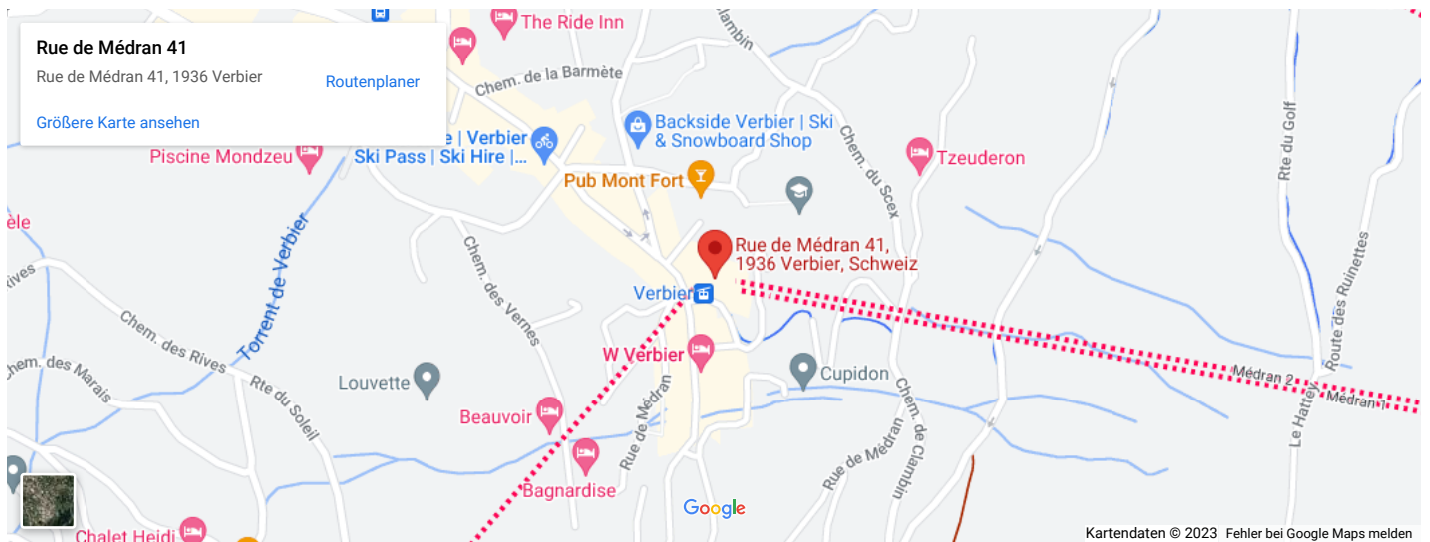 Rue de Médran 41
Rue de Médran 41, 1936 Verbier
Routenplaner
Größere Karte ansehen
The Ride Inn
Chem. de la Barmète
Backside Verbier | Ski
& Snowboard Shop
e | Verbier
Ski Pass | Ski Hire |...
Piscine Mondzeu
Pub Mont Fort
Tzeuderon
Chem. du Scex
Rte du Golf
èle
Rives
Torrent de Verbier
Chem. des Vernes
Rue de Médran 41,
1936 Verbier, Schweiz
Verbier
Route des Ruinettes
Chem. des Rives
hem. des Marais
Rte du Soleil
Louvette
W Verbier
Cupidon
Médran 2
Médran 1
Le Hattey
Beauvoir
Rue de Médran
Rue de Médran
Chem. de Clambin
Bagnardise
Chalet Heidi
Google
Kartendaten © 2023
Fehler bei Google Maps melden